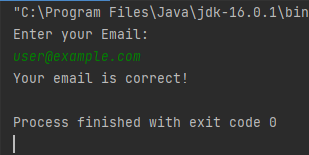 "C:\Program Files\Java\jdk-16.0.1\bin
Enter your Email:
user@example.com
Your email is correct!
Process finished with exit code 0